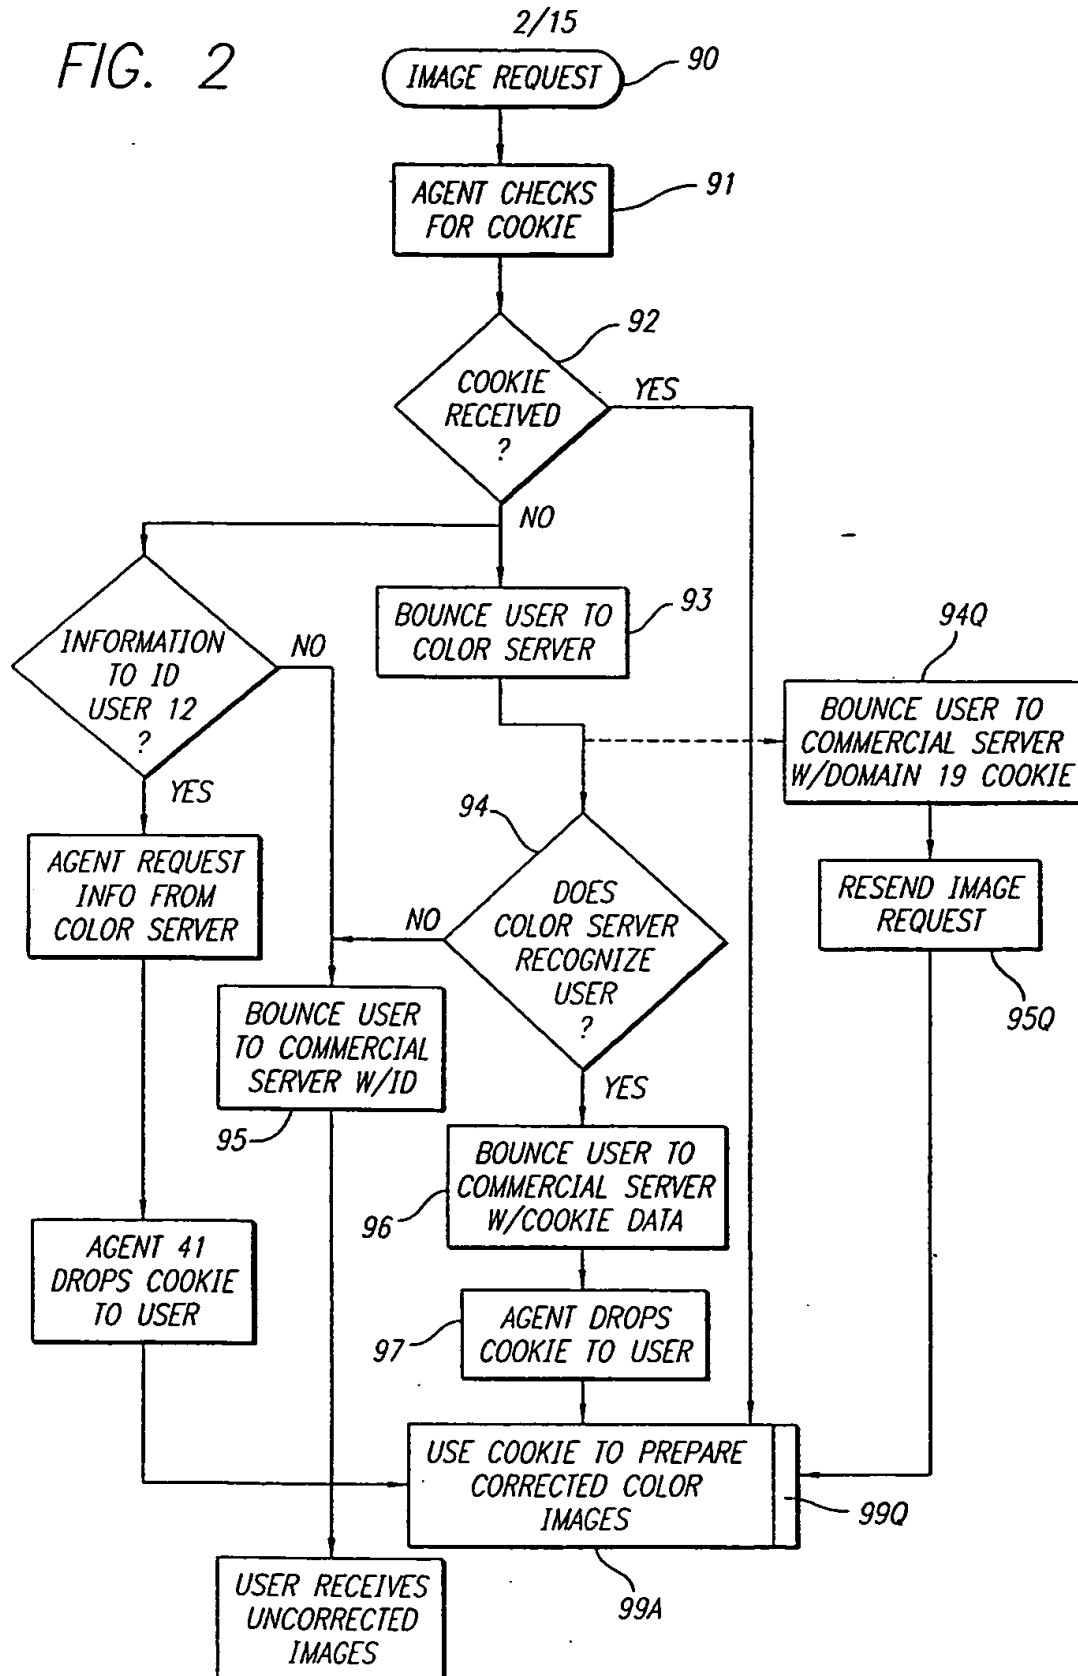 2/15
FIG. 2
IMAGE REQUEST
90
AGENT CHECKS
FOR COOKIE
91
92
COOKIE
RECEIVED
?
YES
NO
INFORMATION
TO ID
USER 12
?
NO
YES
BOUNCE USER TO
COLOR SERVER
93
94Q
BOUNCE USER TO
COMMERCIAL SERVER
W/DOMAIN 19 COOKIE
AGENT REQUEST
INFO FROM
COLOR SERVER
94
DOES
COLOR SERVER
RECOGNIZE
USER
?
NO
YES
RESEND IMAGE
REQUEST
95Q
BOUNCE USER
TO COMMERCIAL
SERVER W/ID
95
BOUNCE USER TO
COMMERCIAL SERVER
W/COOKIE DATA
96
AGENT 41
DROPS COOKIE
TO USER
AGENT DROPS
COOKIE TO USER
97
USE COOKIE TO PREPARE
CORRECTED COLOR
IMAGES
99Q
99A
USER RECEIVES
UNCORRECTED
IMAGES